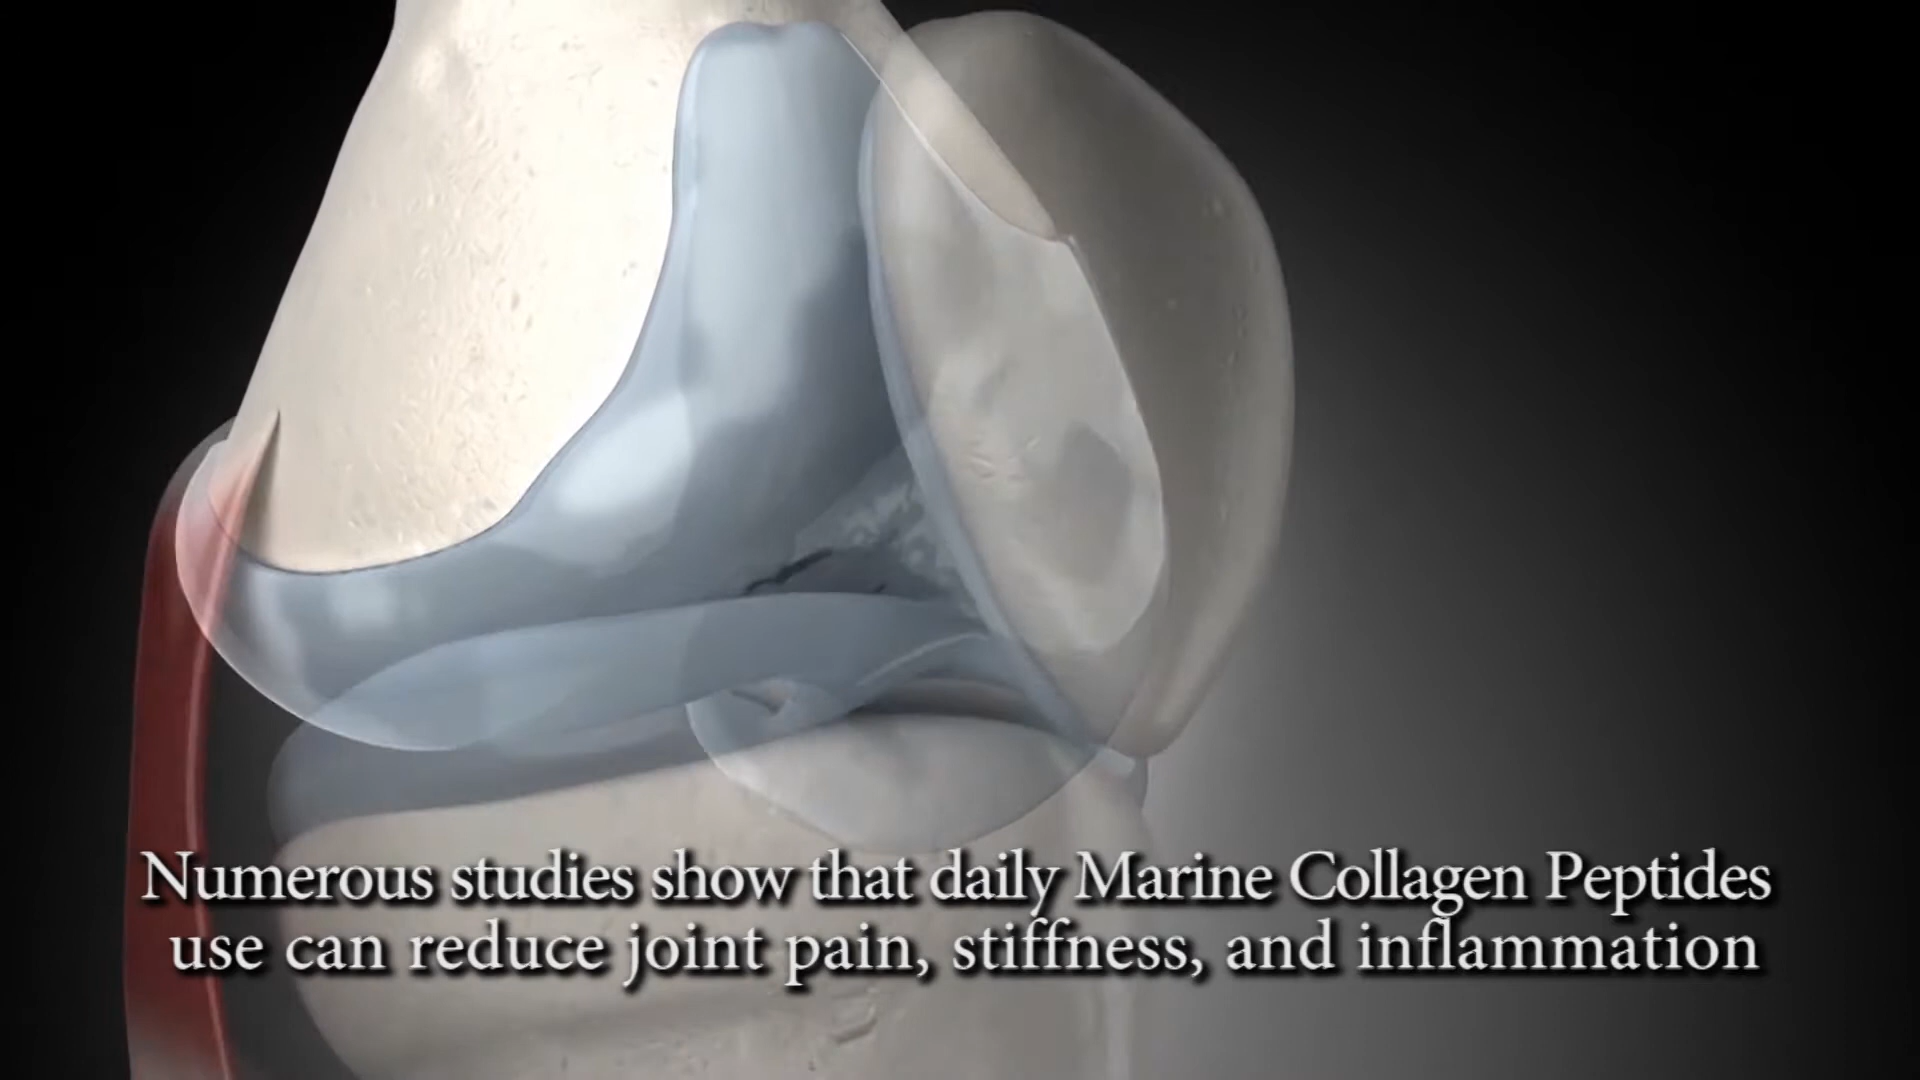 Numerous studies show that daily Marine Collagen Peptides
use can reduce joint pain, stiffness, and inflammation